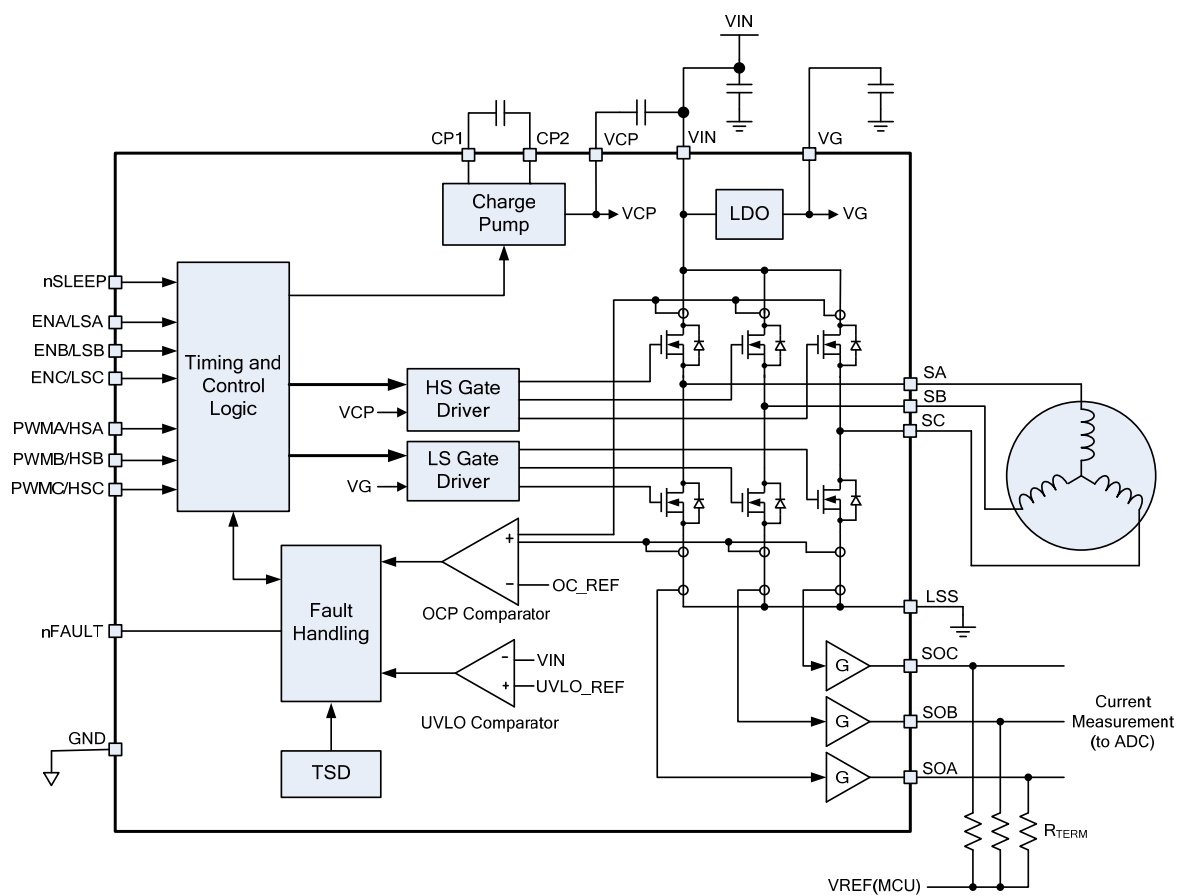 VIN
CP1
CP2
VCP
VIN
VG
Charge
Pump
VCP
LDO
VG
nSLEEP
ENA/LSA
ENB/LSB
ENC/LSC
PWMA/HSA
PWMB/HSB
PWMC/HSC
Timing and
Control
Logic
HS Gate
Driver
VCP
LS Gate
Driver
VG
SA
SB
SC
+
−
OC_REF
OCP Comparator
Fault
Handling
nFAULT
−
VIN
+
UVLO_REF
UVLO Comparator
LSS
G
SOC
G
SOB
G
SOA
Current
Measurement
(to ADC)
GND
TSD
RTERM
VREF(MCU)